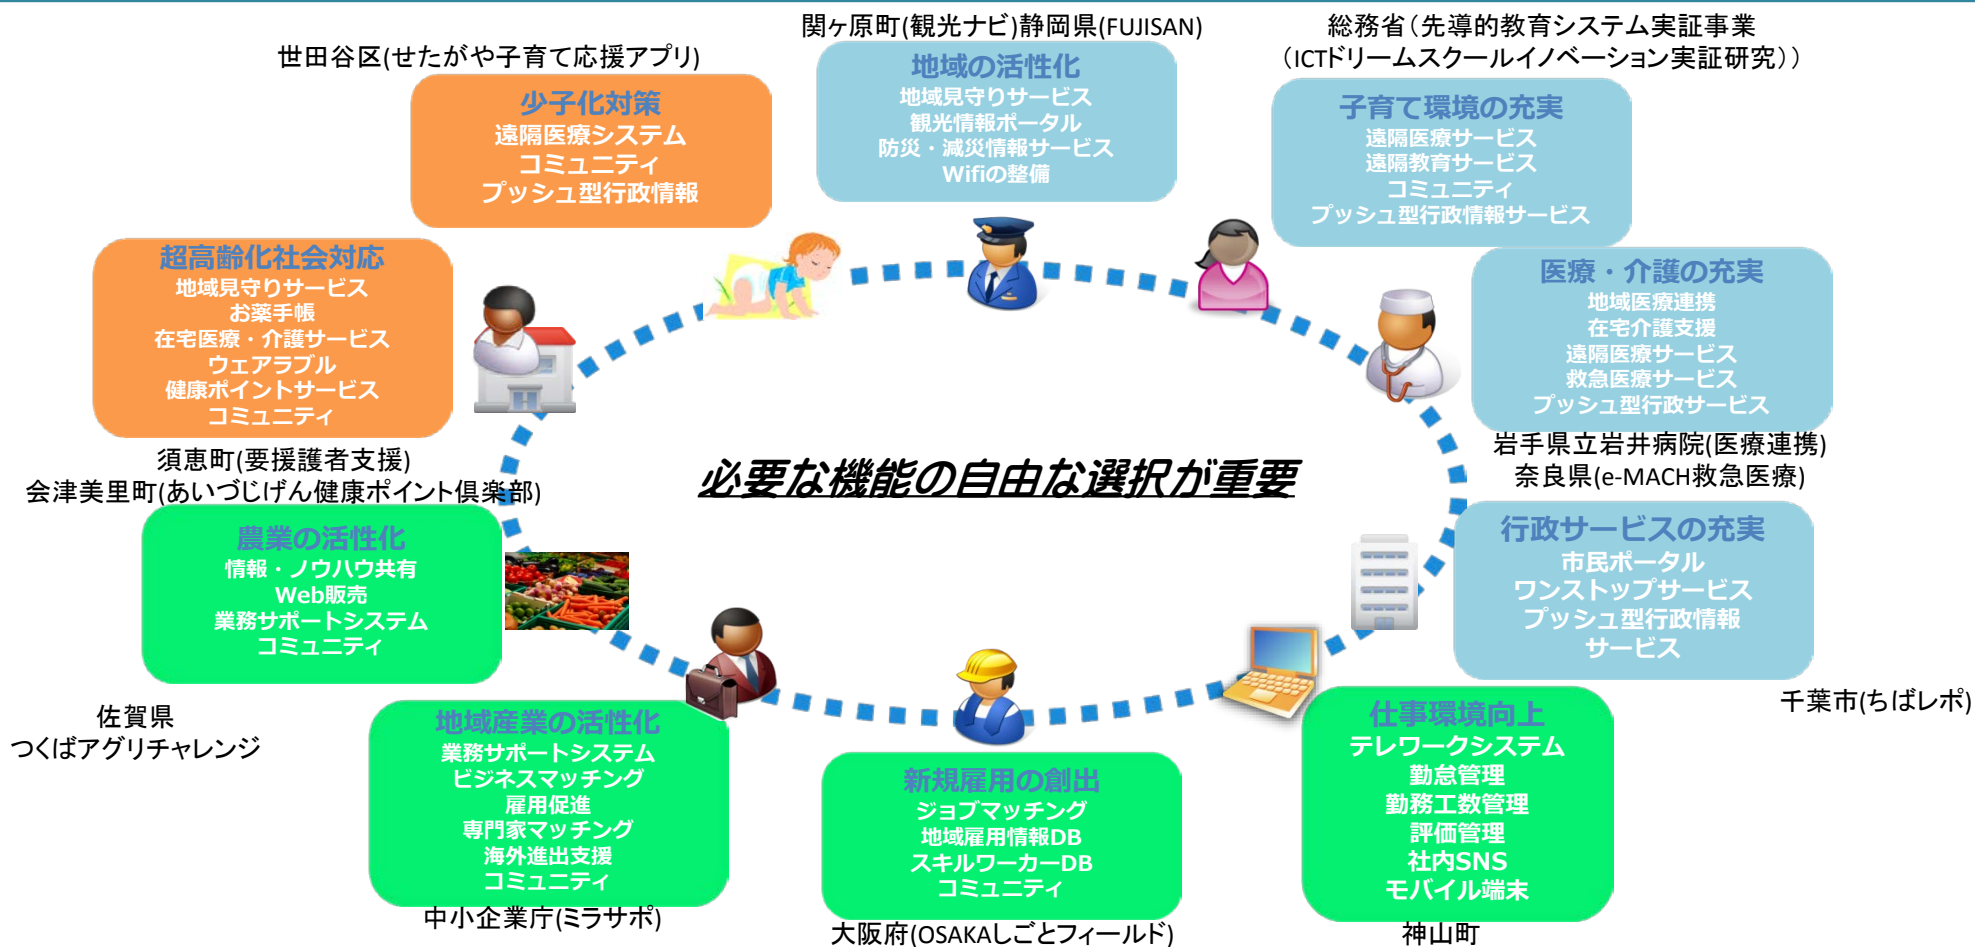 関ヶ原町(観光ナビ)静岡県(FUJISAN)
総務省（先導的教育システム実証事業
（ICTドリームスクールイノベーション実証研究））
世田谷区(せたがや子育て応援アプリ)
少子化対策
遠隔医療システム
コミュニティ
プッシュ型行政情報
地域の活性化
地域見守りサービス
観光情報ポータル
防災・減災情報サービス
Wifiの整備
子育て環境の充実
遠隔医療サービス
遠隔教育サービス
コミュニティ
プッシュ型行政情報サービス
超高齢化社会対応
地域見守りサービス
お薬手帳
在宅医療・介護サービス
ウェアラブル
健康ポイントサービス
コミュニティ
須恵町(要援護者支援)
会津美里町(あいづじげん健康ポイント倶楽部)
医療・介護の充実
地域医療連携
在宅介護支援
遠隔医療サービス
救急医療サービス
プッシュ型行政サービス
岩手県立岩井病院(医療連携)
奈良県(e-MACH救急医療)
必要な機能の自由な選択が重要
農業の活性化
情報・ノウハウ共有
Web販売
業務サポートシステム
コミュニティ
佐賀県
つくばアグリチャレンジ
行政サービスの充実
市民ポータル
ワンストップサービス
プッシュ型行政情報
サービス
千葉市(ちばレポ)
地域産業の活性化
業務サポートシステム
ビジネスマッチング
雇用促進
専門家マッチング
海外進出支援
コミュニティ
中小企業庁(ミラサポ)
新規雇用の創出
ジョブマッチング
地域雇用情報DB
スキルワーカーDB
コミュニティ
大阪府(OSAKAしごとフィールド)
仕事環境向上
テレワークシステム
勤怠管理
勤務工数管理
評価管理
社内SNS
モバイル端末
神山町